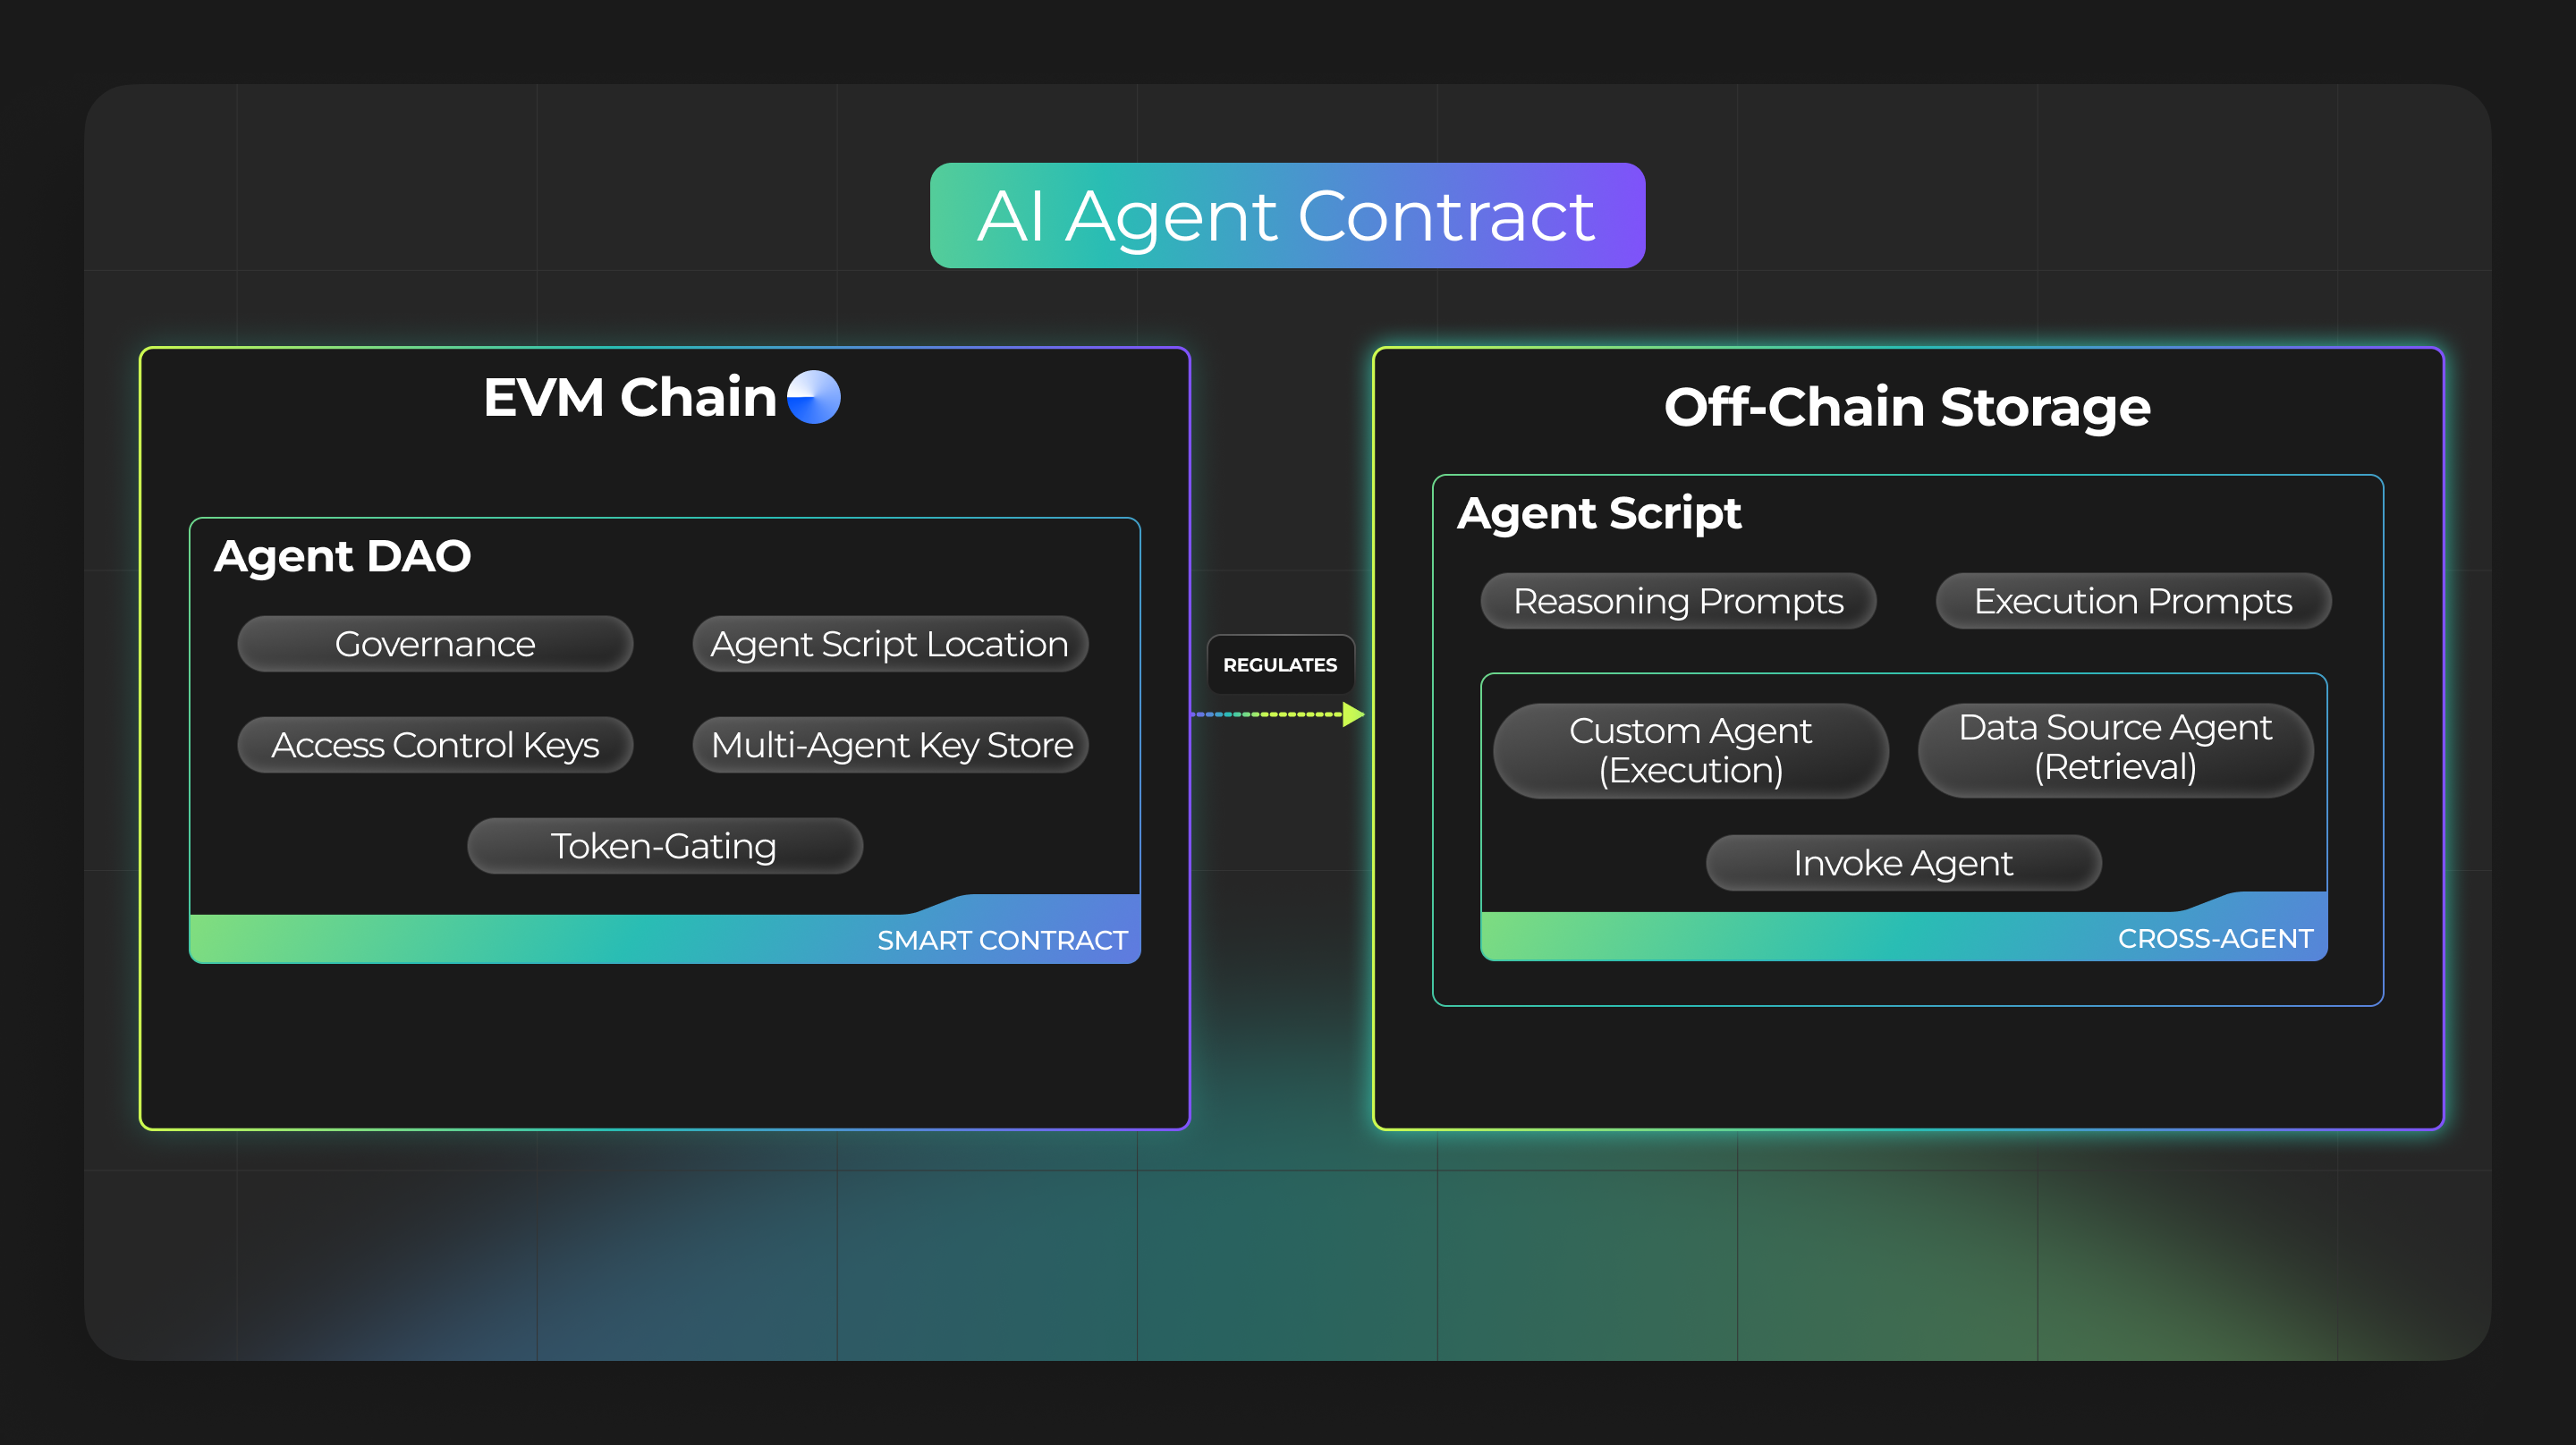 AI Agent Contract
EVM Chain
Agent DAO
Governance
Agent Script Location
Access Control Keys
Multi-Agent Key Store
Token-Gating
SMART CONTRACT
REGULATES
Off-Chain Storage
Agent Script
Reasoning Prompts
Execution Prompts
Custom Agent
(Execution)
Data Source Agent
(Retrieval)
Invoke Agent
CROSS-AGENT